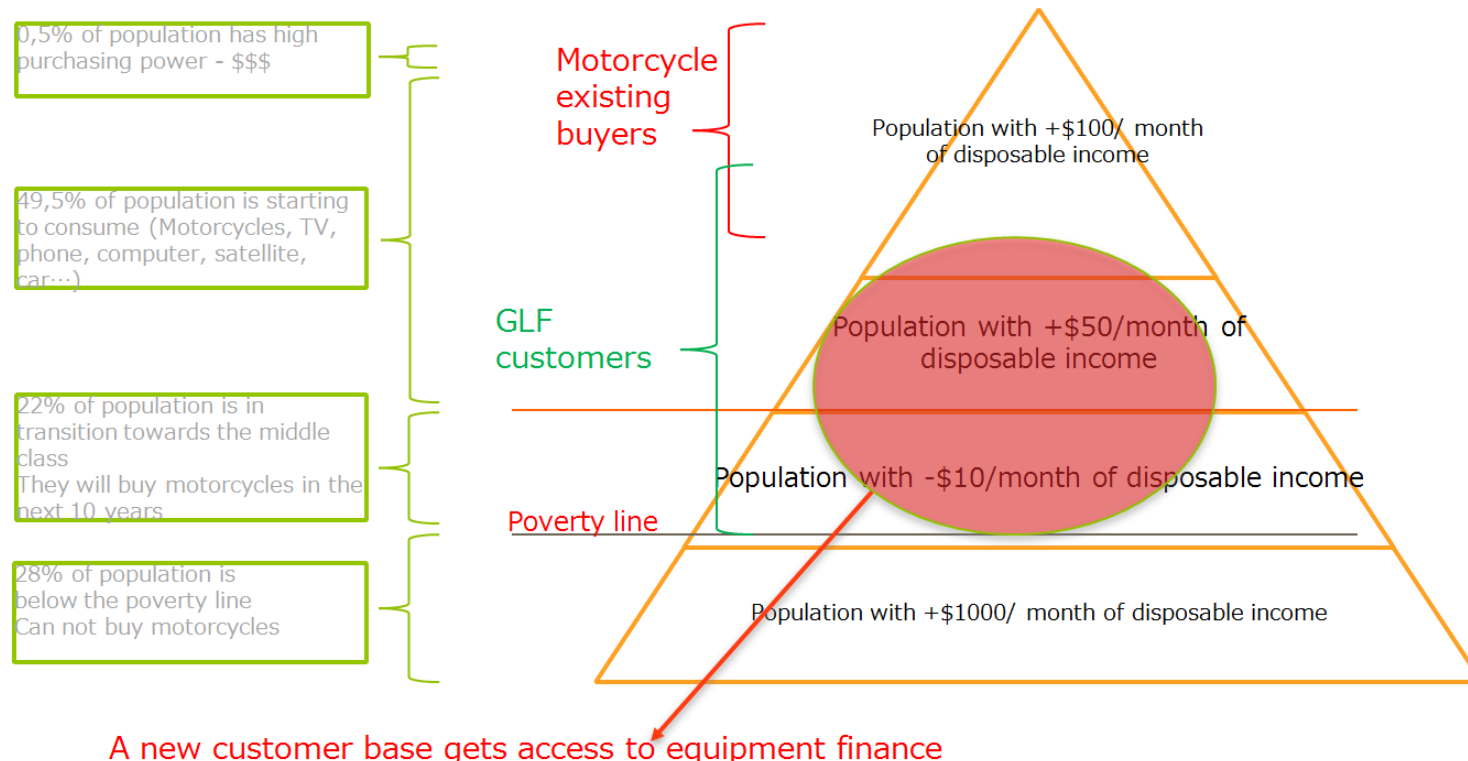 0,5% of population has high
purchasing power - $$$
49,5% of population is starting
to consume (Motorcycles, TV,
phone, computer, satellite,
car…)
22% of population is in
transition towards the middle
class
They will buy motorcycles in the
next 10 years
28% of population is
below the poverty line
Can not buy motorcycles
Motorcycle
existing
buyers
GLF
customers
Poverty line
Population with +$100/ month
of disposable income
Population with +$50/month of
disposable income
Population with -$10/month of disposable income
Population with +$1000/ month of disposable income
A new customer base gets access to equipment finance